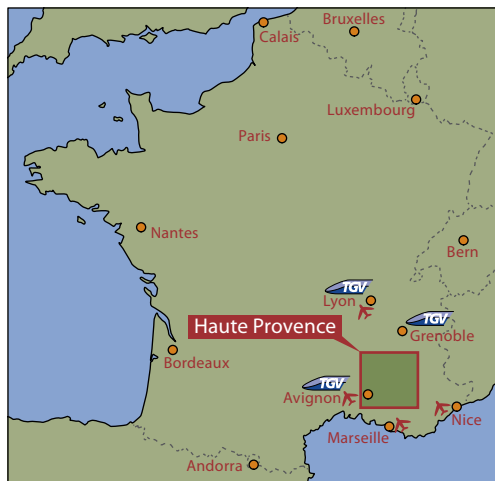 Bruxelles
Calais
Luxembourg
Paris
Nantes
Bern
TGV
Lyon
TGV
Haute Provence
Grenoble
Bordeaux
TGV
Avignon
Nice
Marseille
Andorra